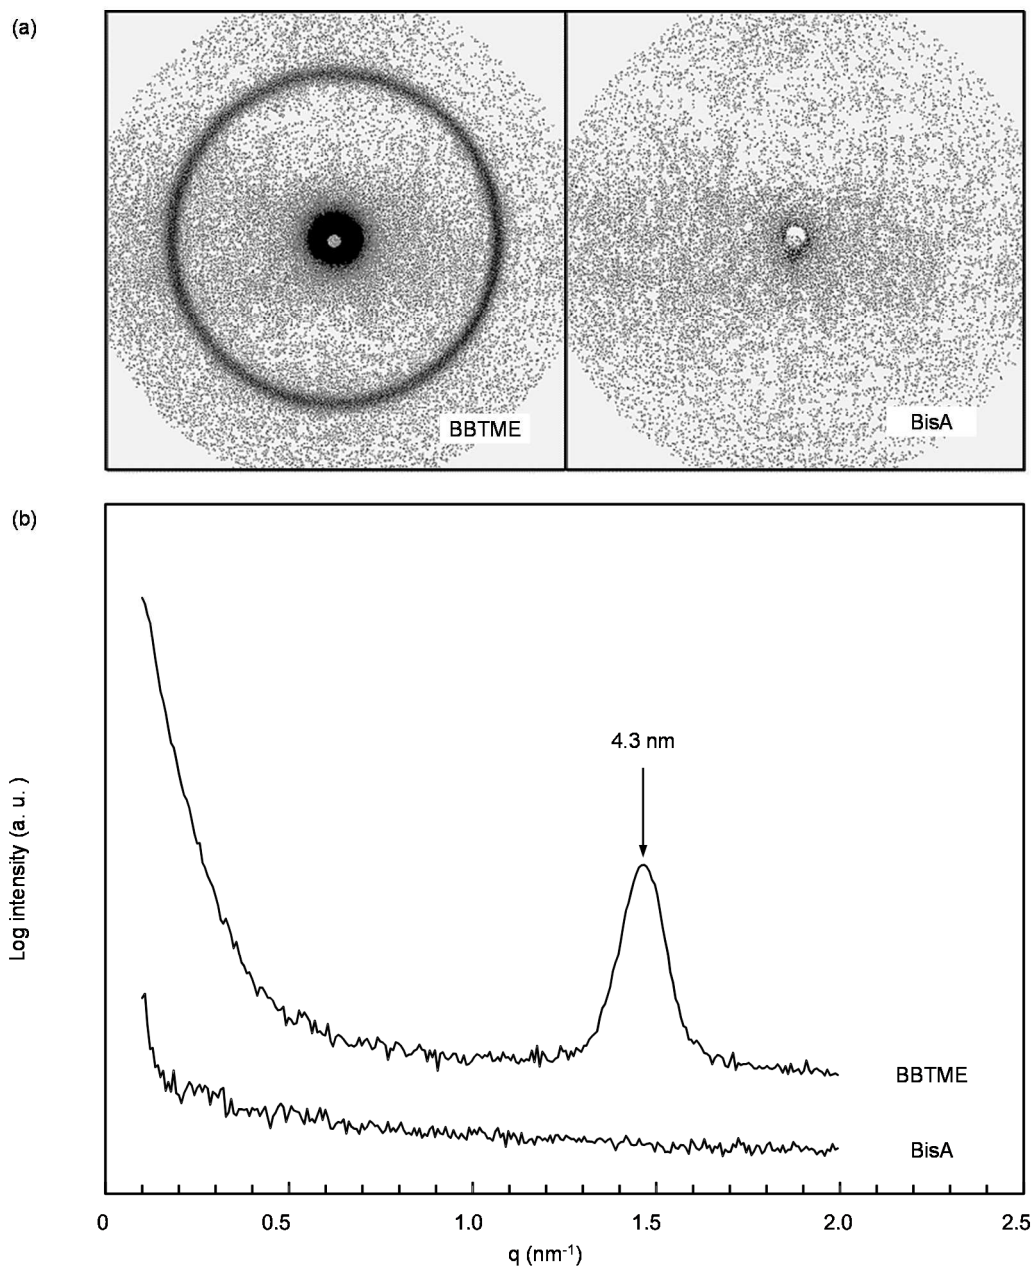 (a)
BBTME
BisA
(b)
4.3 nm
Log intensity (a. u. )
BBTME
BisA
0 0.5 1.0 1.5 2.0 2.5
q (nm⁻¹)